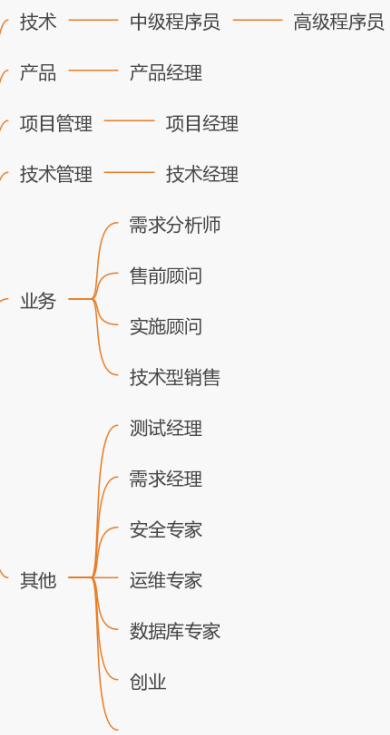 技术 中级程序员 高级程序员
产品 产品经理
项目管理 项目经理
技术管理 技术经理
需求分析师
售前顾问
业务
实施顾问
技术型销售
测试经理
需求经理
安全专家
其他 运维专家
数据库专家
创业